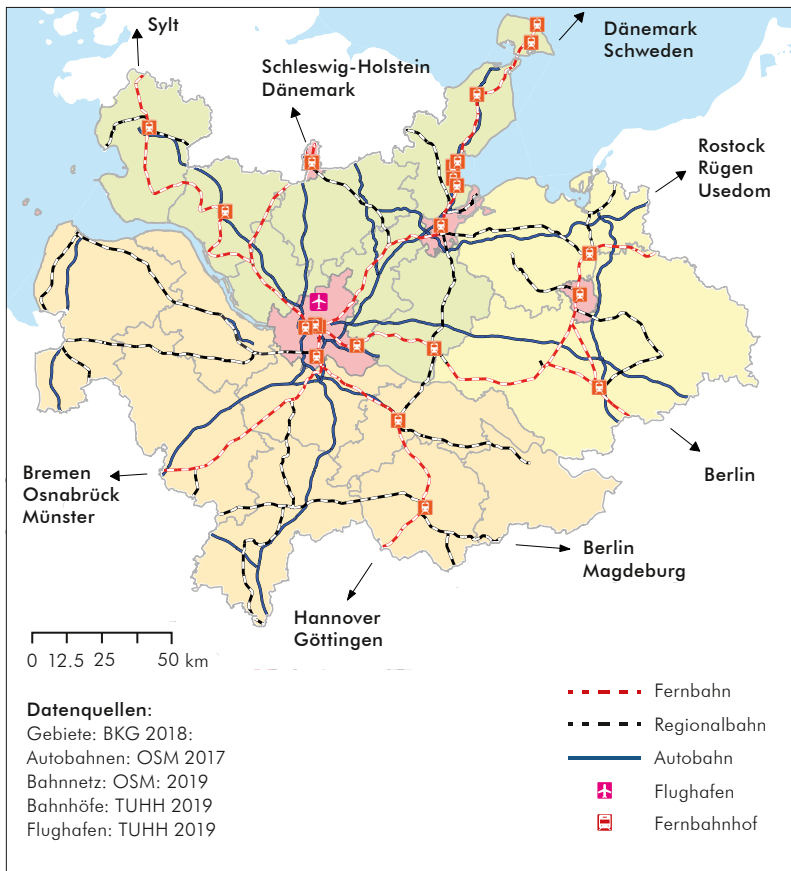 Sylt
Dänemark
Schweden
Schleswig-Holstein
Dänemark
Rostock
Rügen
Usedom
Bremen
Osnabrück
Münster
Berlin
Berlin
Magdeburg
Hannover
Göttingen
0 12.5 25 50 km
Datenquellen:
Gebiete: BKG 2018:
Autobahnen: OSM 2017
Bahnnetz: OSM: 2019
Bahnhöfe: TUHH 2019
Flughafen: TUHH 2019
Fernbahn
Regionalbahn
Autobahn
Flughafen
Fernbahnhof